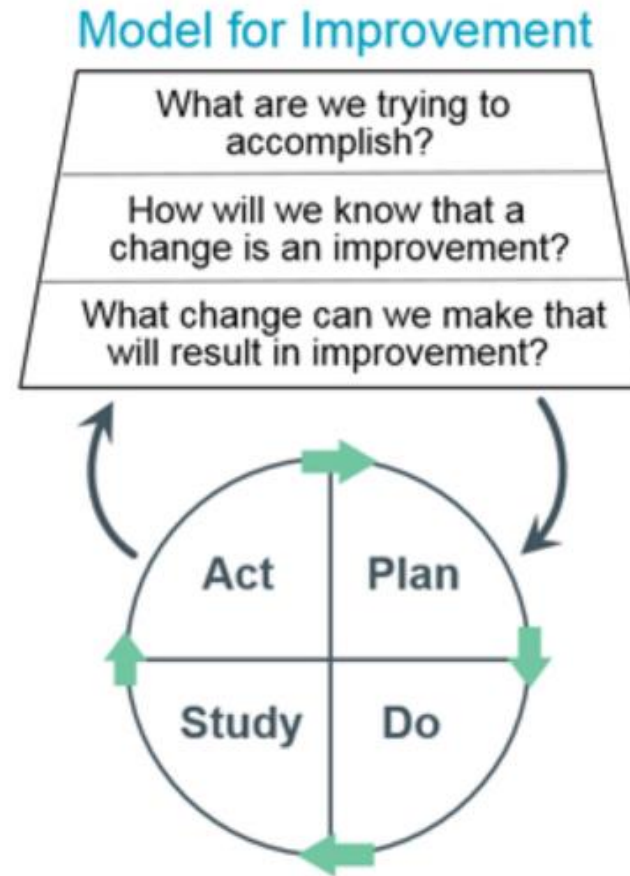 Model for Improvement
What are we trying to
accomplish?
How will we know that a
change is an improvement?
What change can we make that
will result in improvement?
Act
Plan
Study
Do